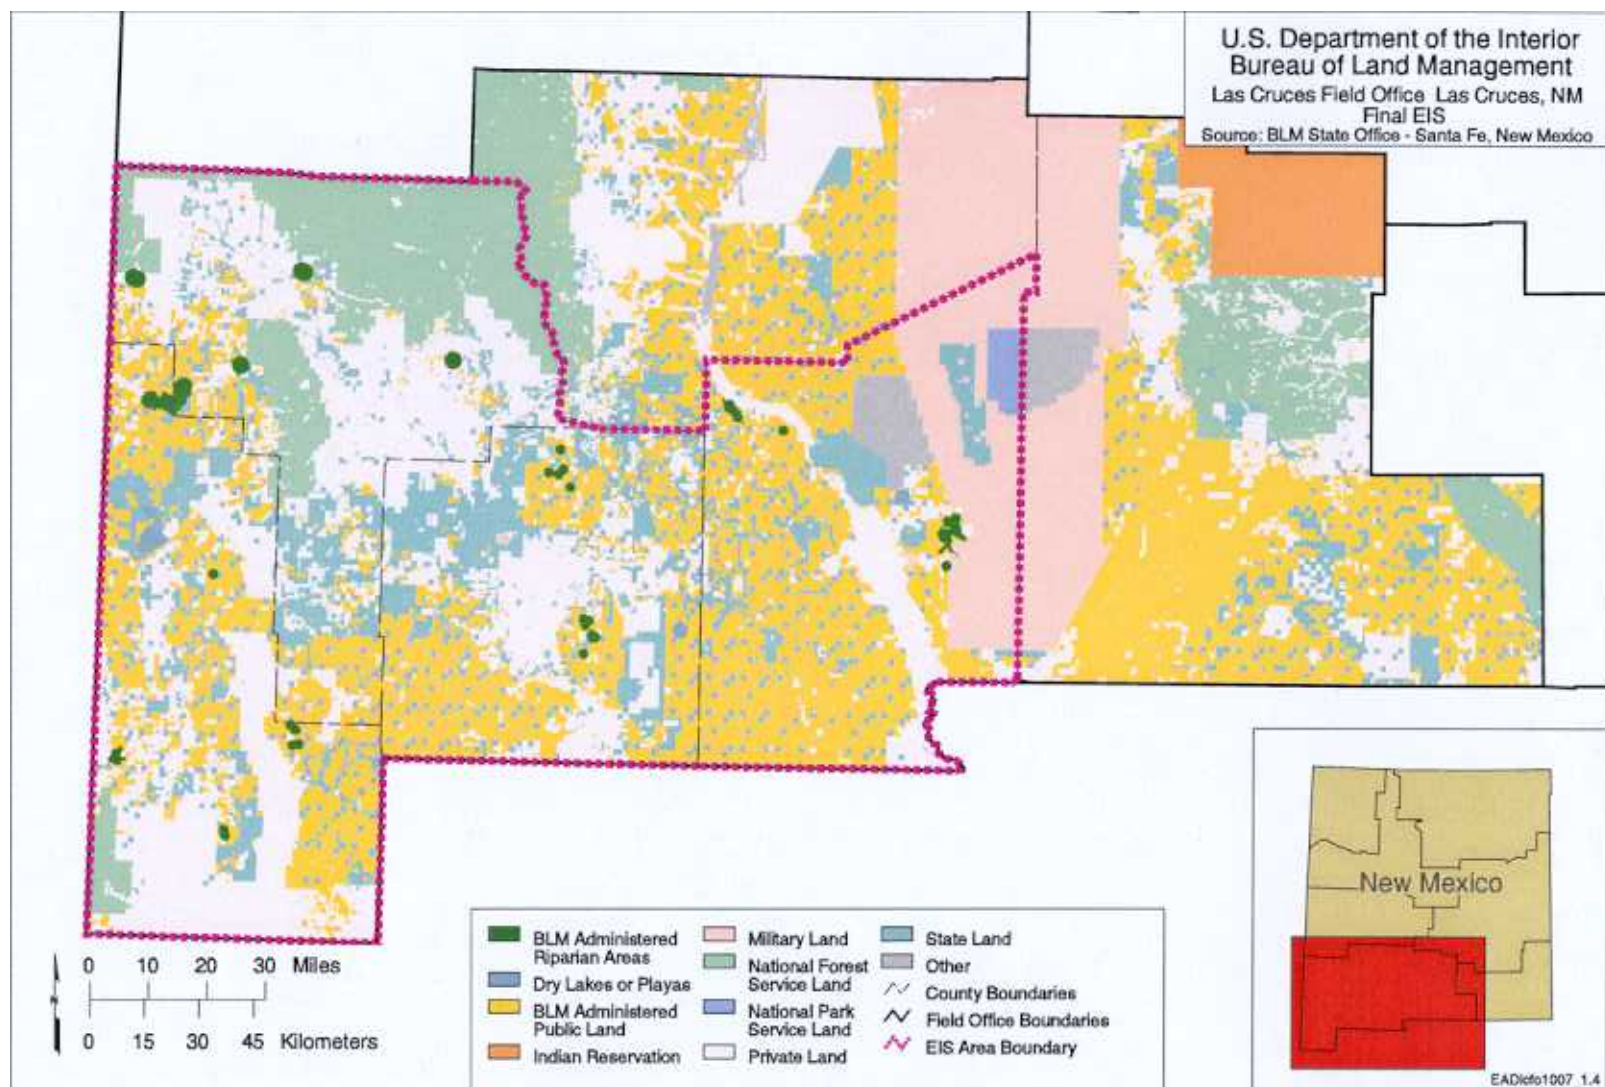 U.S. Department of the Interior
Bureau of Land Management
Las Cruces Field Office Las Cruces, NM
Final EIS
Source: BLM State Office - Santa Fe, New Mexico
New Mexico
0 10 20 30 Miles
0 15 30 45 Kilometers
BLM Administered
Riparian Areas
Dry Lakes or Playas
BLM Administered
Public Land
Indian Reservation
Military Land
National Forest
Service Land
National Park
Service Land
Private Land
State Land
Other
County Boundaries
Field Office Boundaries
EIS Area Boundary
EADlcfo1007 1.4